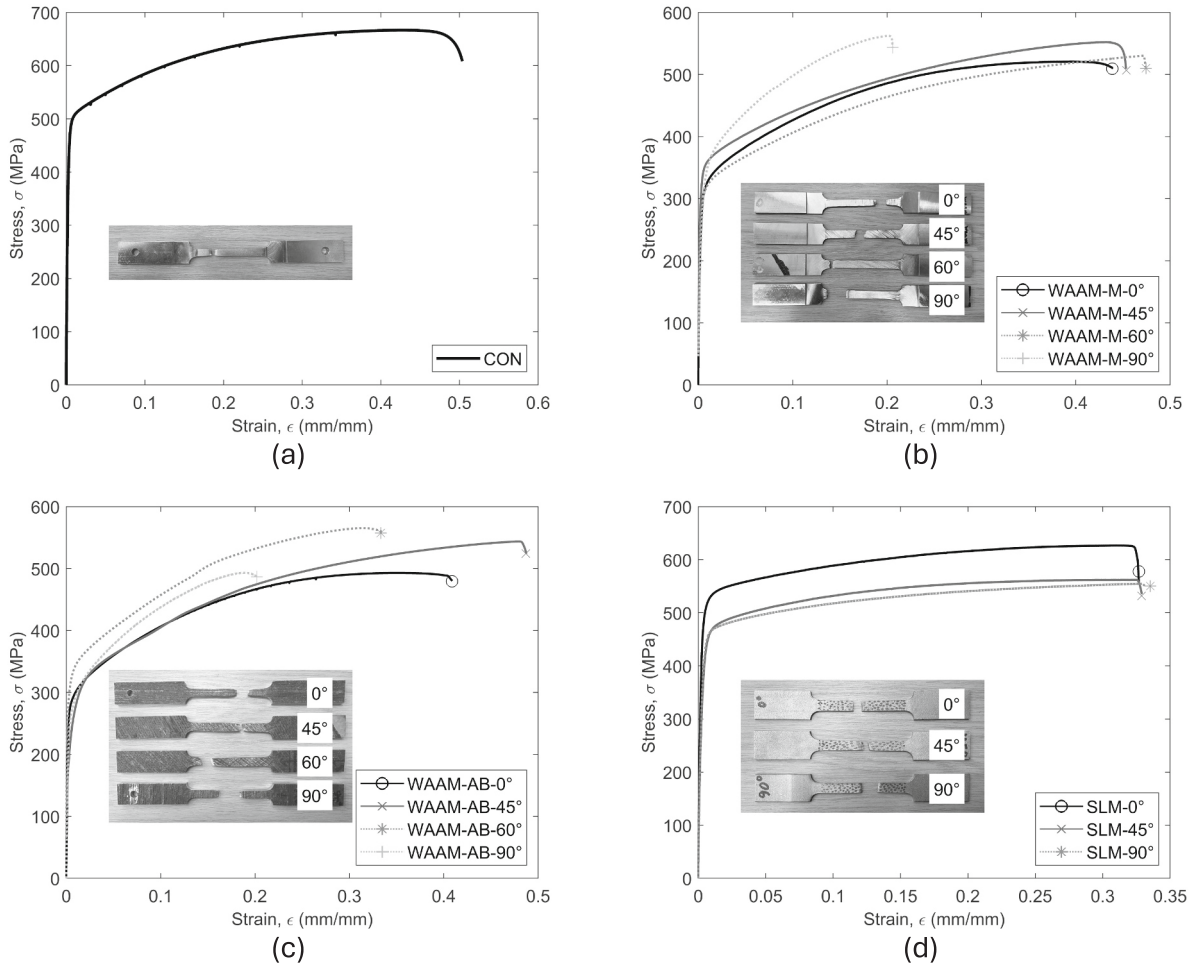 700
600
500
400
300
200
100
0
Stress, σ (MPa)
CON
0 0.1 0.2 0.3 0.4 0.5 0.6
Strain, ϵ (mm/mm)
(a)
600
500
400
300
200
100
0
Stress, σ (MPa)
0°
45°
60°
90°
WAAM-M-0°
WAAM-M-45°
WAAM-M-60°
WAAM-M-90°
0 0.1 0.2 0.3 0.4 0.5
Strain, ϵ (mm/mm)
(b)
600
500
400
300
200
100
0
Stress, σ (MPa)
0°
45°
60°
90°
WAAM-AB-0°
WAAM-AB-45°
WAAM-AB-60°
WAAM-AB-90°
0 0.1 0.2 0.3 0.4 0.5
Strain, ϵ (mm/mm)
(c)
700
600
500
400
300
200
100
0
Stress, σ (MPa)
0°
0°
45°
90°
90°
SLM-0°
SLM-45°
SLM-90°
0 0.05 0.1 0.15 0.2 0.25 0.3 0.35
Strain, ϵ (mm/mm)
(d)